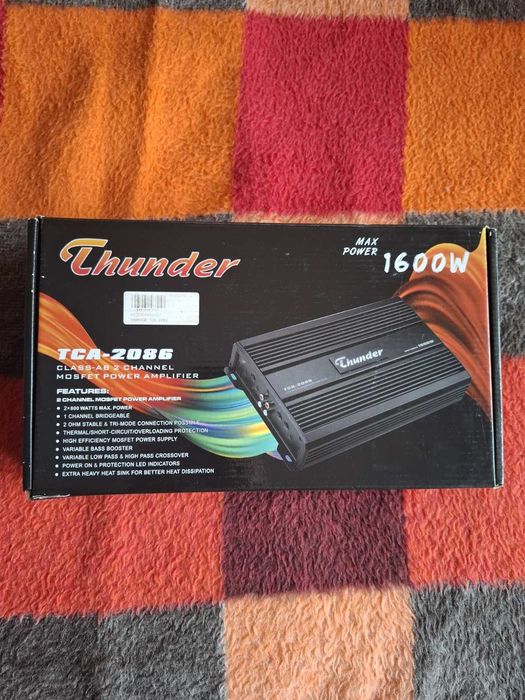 Thunder
MAX
POWER
1600W
TCA-2086
CLASS-AB 2 CHANNEL
MOSFET POWER AMPLIFIER
FEATURES:
2 CHANNEL MOSFET POWER AMPLIFIER
• 2×800 WATTS MAX. POWER
• 1 CHANNEL BRIDGEABLE
• 2 OHM STABLE & TRI-MODE CONNECTION POSSIBLE
• THERMAL/SHORT-CIRCUIT/OVERLOADING PROTECTION
• HIGH EFFICIENCY MOSFET POWER SUPPLY
• VARIABLE BASS BOOSTER
• VARIABLE LOW PASS & HIGH PASS CROSSOVER
• POWER ON & PROTECTION LED INDICATORS
• EXTRA HEAVY HEAT SINK FOR BETTER HEAT DISSIPATION
Thunder
TCA-2086
1600W